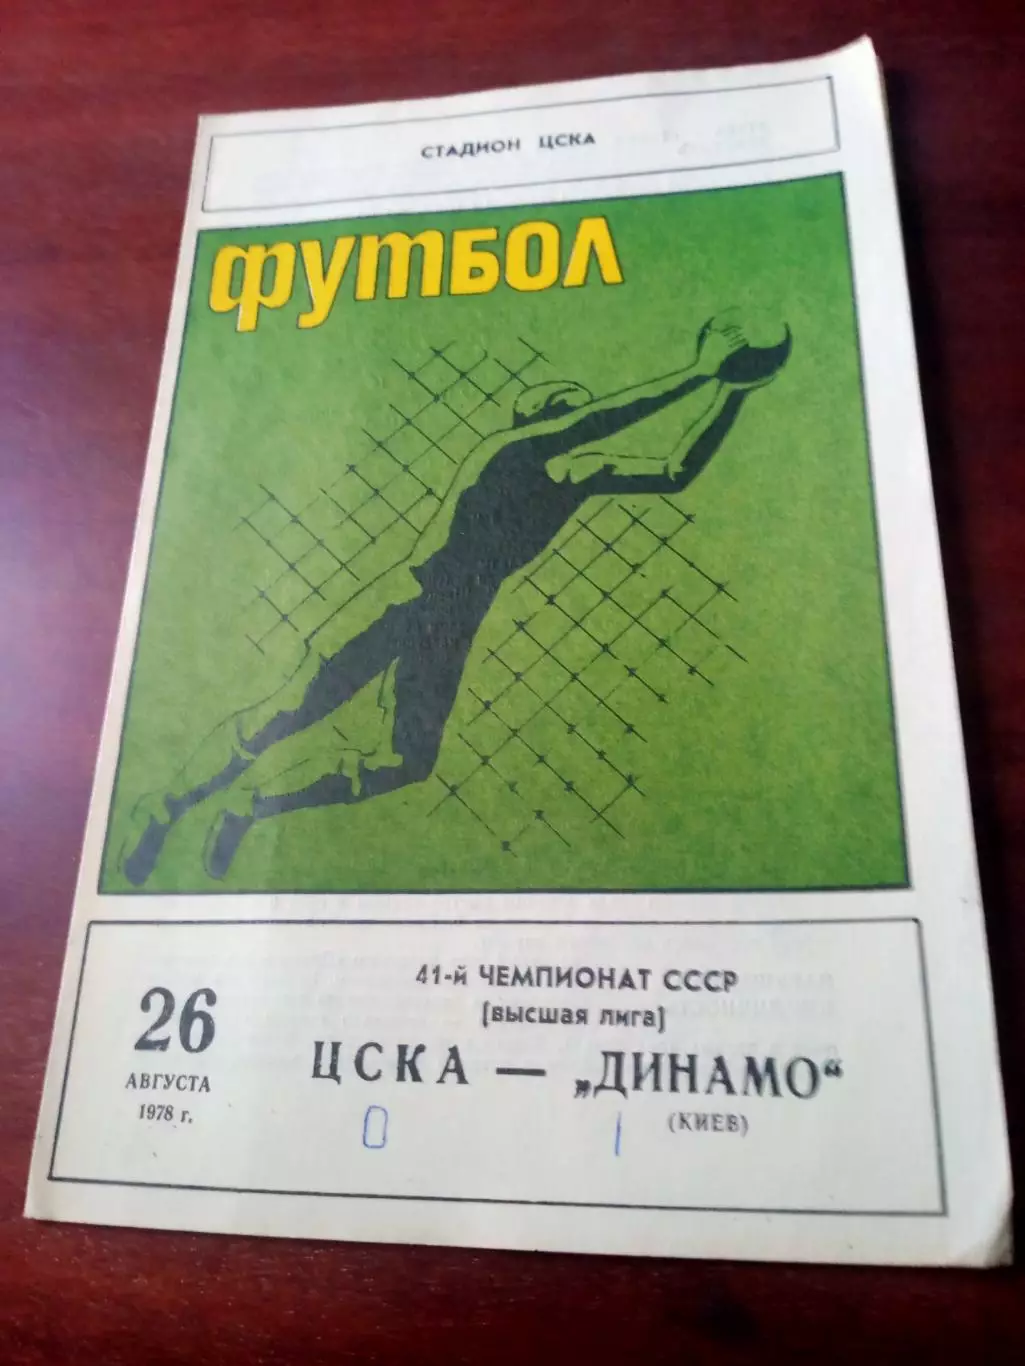 СТАДИОН ЦСКА
ФУТБОЛ
41-й ЧЕМПИОНАТ СССР
(высшая лига)
26
АВГУСТА
1978 г.
ЦСКА — „ДИНАМО“
(КИЕВ)
0 1